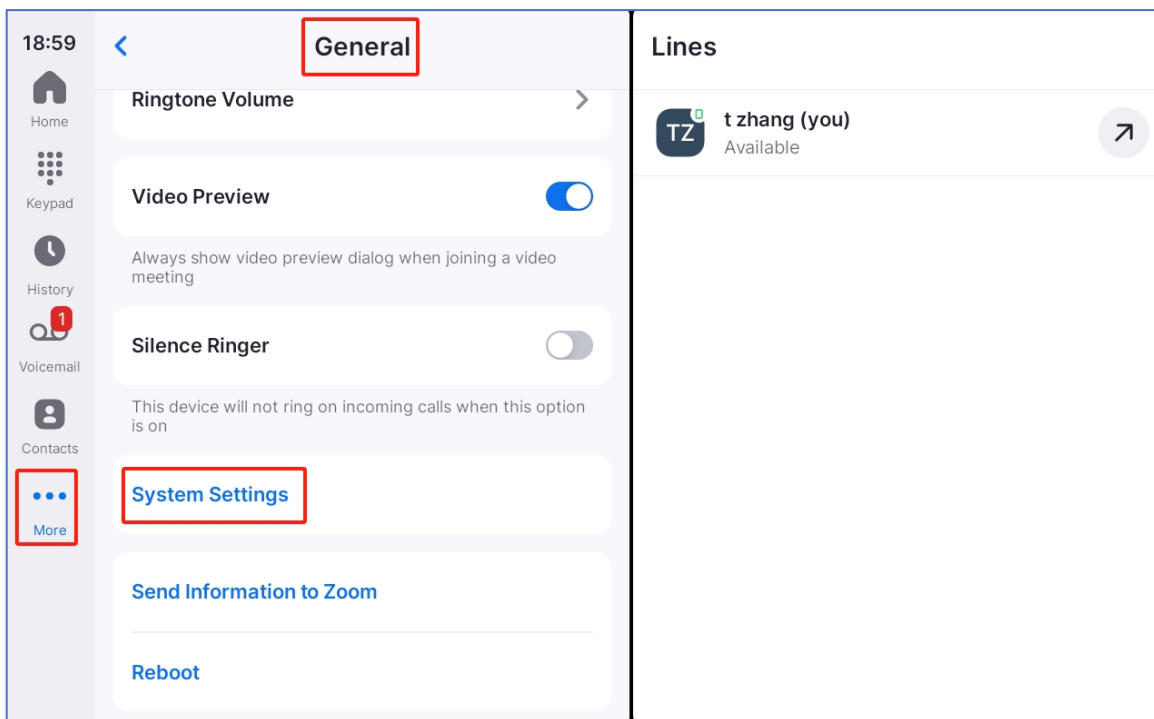 18:59
Home
Keypad
History
1
Voicemail
Contacts
More
General
Ringtone Volume
Video Preview
Always show video preview dialog when joining a video
meeting
Silence Ringer
This device will not ring on incoming calls when this option
is on
System Settings
Send Information to Zoom
Reboot
Lines
TZ
t zhang (you)
Available